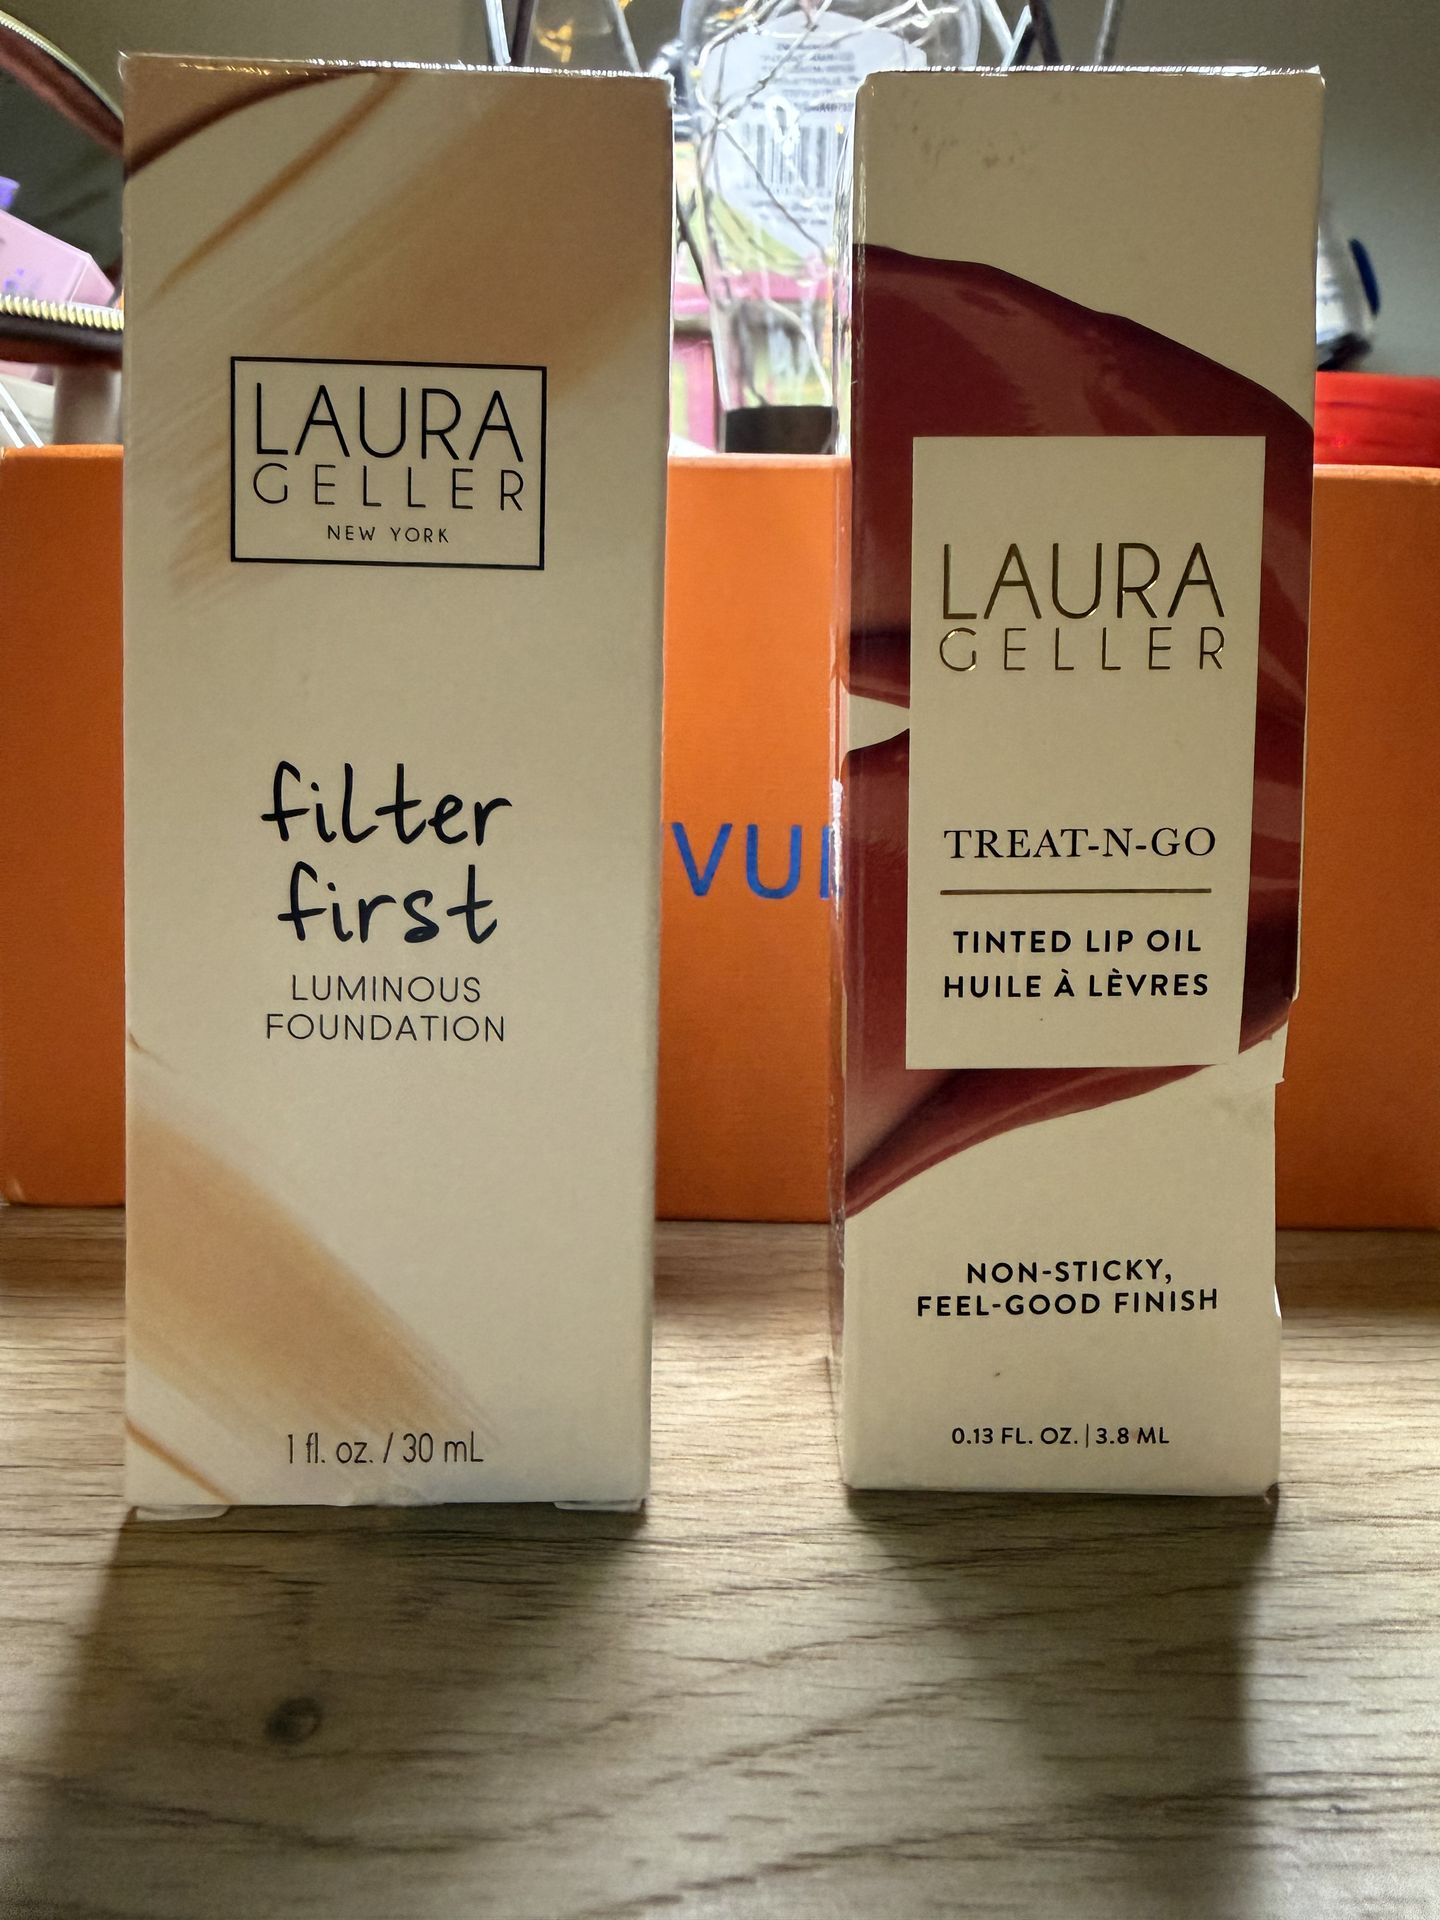 LAURA
GELLER
NEW YORK
filter
first
LUMINOUS
FOUNDATION
1 fl. oz. / 30 mL
LAURA
GELLER
TREAT-N-GO
TINTED LIP OIL
HUILE À LÈVRES
NON-STICKY,
FEEL-GOOD FINISH
0.13 FL. OZ. | 3.8 ML